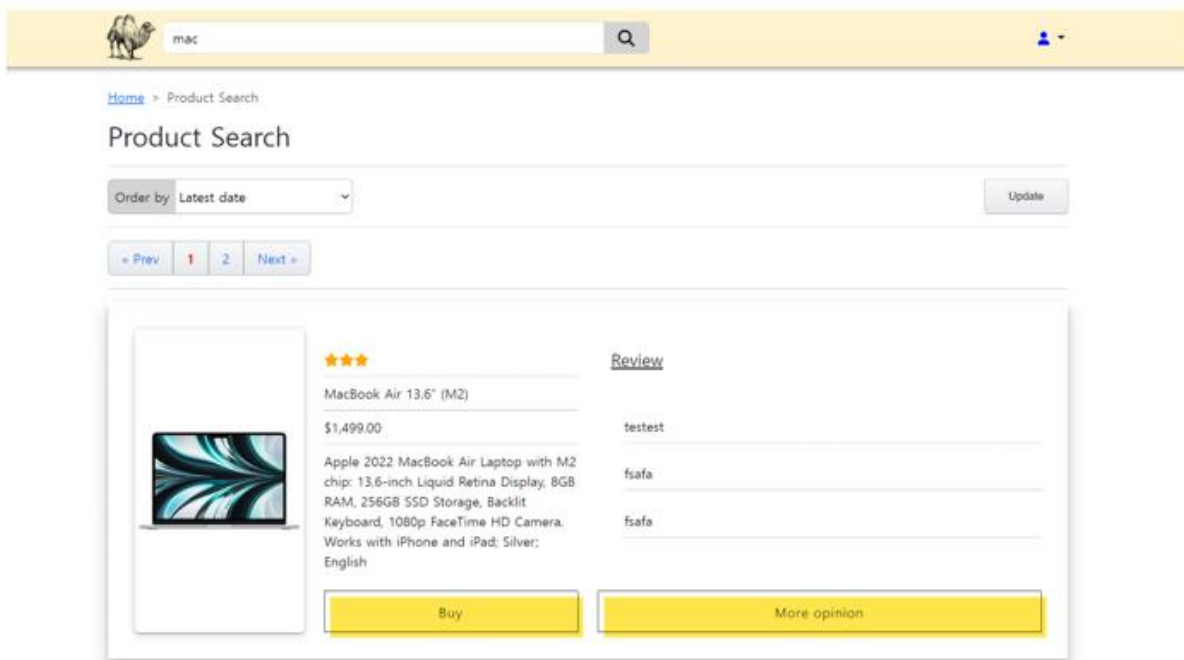 mac
Home > Product Search
Product Search
Order by Latest date
Update
« Prev 1 2 Next »
MacBook Air 13.6" (M2)
$1,499.00
Apple 2022 MacBook Air Laptop with M2
chip: 13.6-inch Liquid Retina Display, 8GB
RAM, 256GB SSD Storage, Backlit
Keyboard, 1080p FaceTime HD Camera.
Works with iPhone and iPad; Silver;
English
Buy
Review
testest
fsafa
fsafa
More opinion